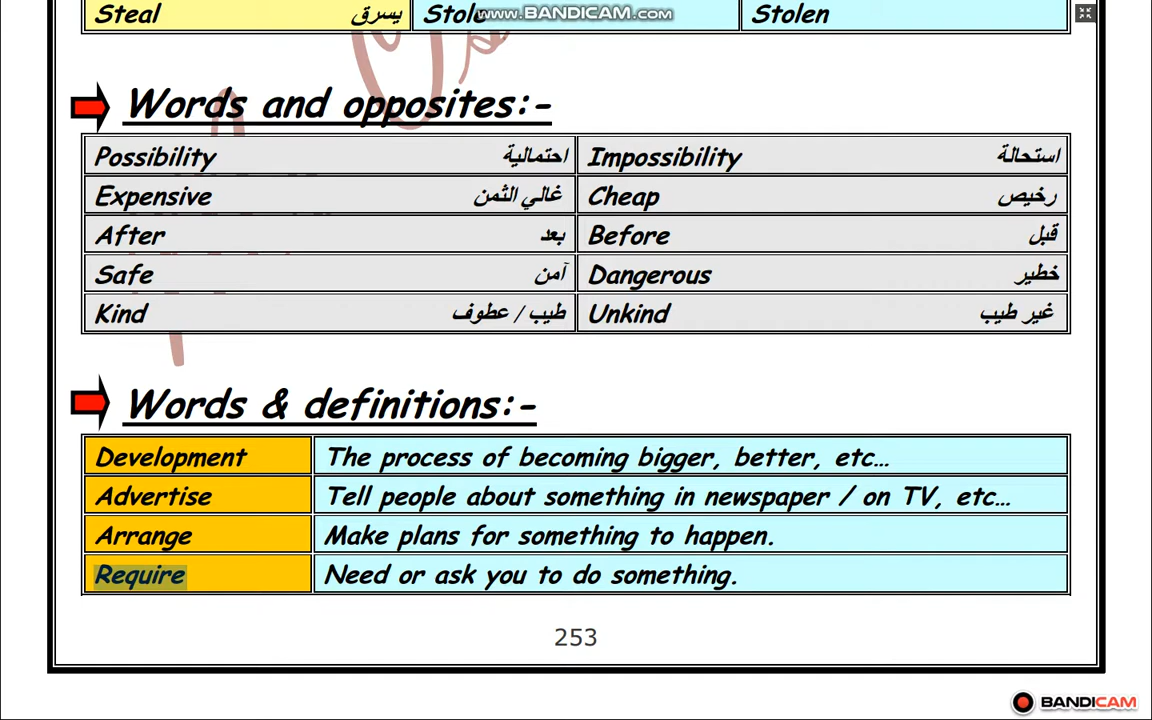 Steal يسرق Stole Stolen
www.BANDICAM.com
Words and opposites:-
Possibility احتمالية Impossibility استحالة
Expensive غالي الثمن Cheap رخيص
After بعد Before قبل
Safe آمن Dangerous خطير
Kind طيب / عطوف Unkind غير طيب
Words & definitions:-
Development The process of becoming bigger, better, etc...
Advertise Tell people about something in newspaper / on TV, etc...
Arrange Make plans for something to happen.
Require Need or ask you to do something.
253
BANDICAM